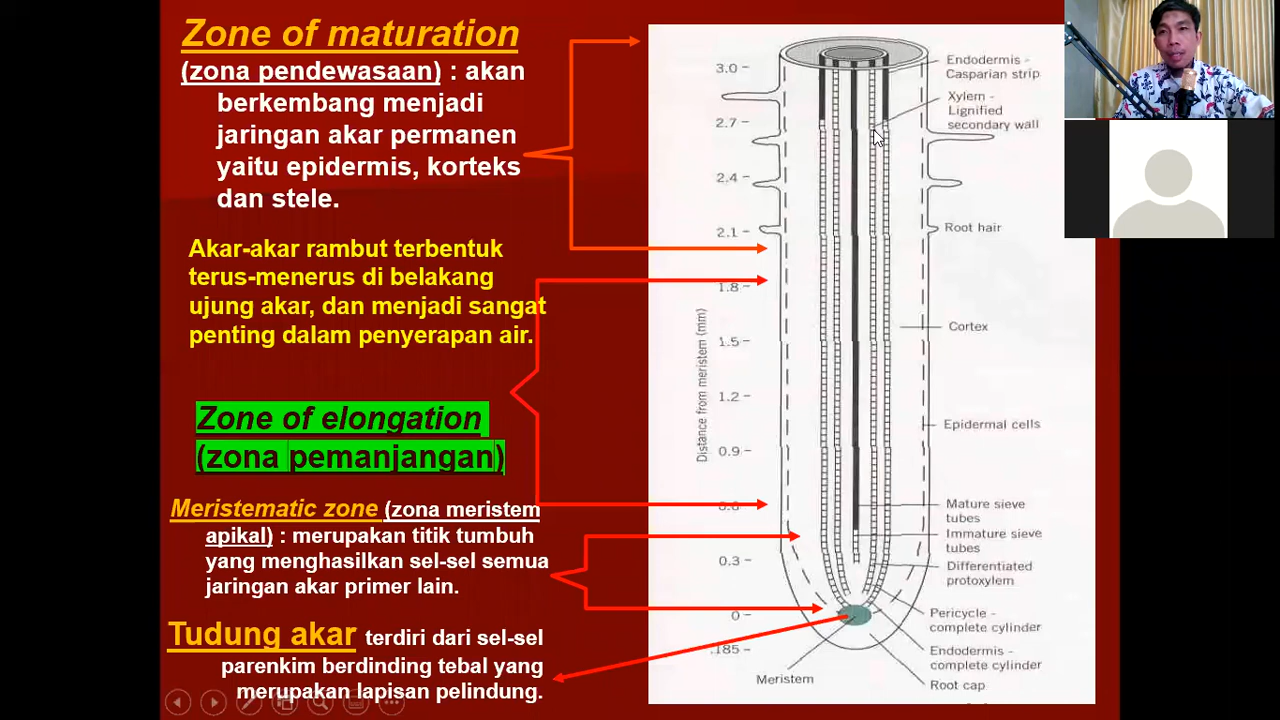 Zone of maturation
(zona pendewasaan) : akan
berkembang menjadi
jaringan akar permanen
yaitu epidermis, korteks
dan stele.
Akar-akar rambut terbentuk
terus-menerus di belakang
ujung akar, dan menjadi sangat
penting dalam penyerapan air.
Zone of elongation
(zona pemanjangan)
Meristematic zone (zona meristem
apikal) : merupakan titik tumbuh
yang menghasilkan sel-sel semua
jaringan akar primer lain.
Tudung akar terdiri dari sel-sel
parenkim berdinding tebal yang
merupakan lapisan pelindung.
Distance from meristem (mm)
3.0
2.7
2.4
2.1
1.8
1.5
1.2
0.9
0.6
0.3
0
.185
Endodermis -
Casparian strip
Xylem -
Lignified
secondary wall
Root hair
Cortex
Epidermal cells
Mature sieve
tubes
Immature sieve
tubes
Differentiated
protoxylem
Pericycle -
complete cylinder
Endodermis -
complete cylinder
Root cap
Meristem